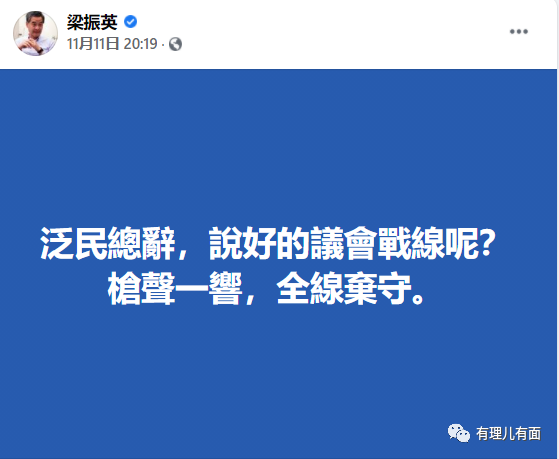 梁振英
11月11日 20:19
泛民總辭，說好的議會戰線呢？
槍聲一響，全線棄守。
有理儿有面